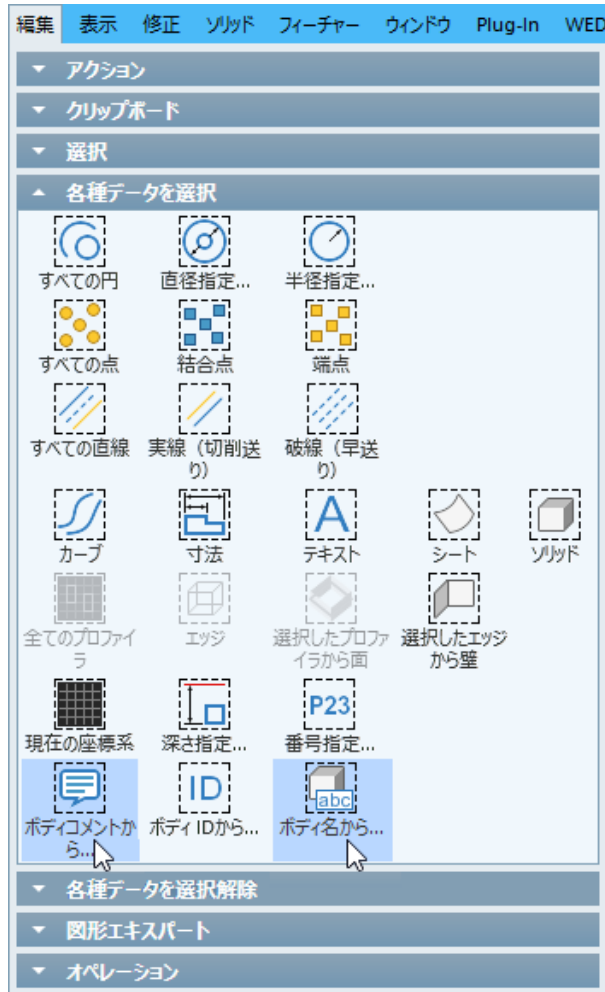 編集 表示 修正 ソリッド フィーチャー ウィンドウ Plug-In WED
アクション
クリップボード
選択
各種データを選択
すべての円 直径指定... 半径指定...
すべての点 結合点 端点
すべての直線 実線（切削送 破線（早送
り） り）
A
カーブ 寸法 テキスト シート ソリッド
全てのプロファイ エッジ 選択したプロファ 選択したエッジ
ラ イラから面 から壁
P23
現在の座標系 深さ指定... 番号指定...
ID abc
ボディコメントか ボディ IDから... ボディ名から...
ら...
各種データを選択解除
図形エキスパート
オペレーション